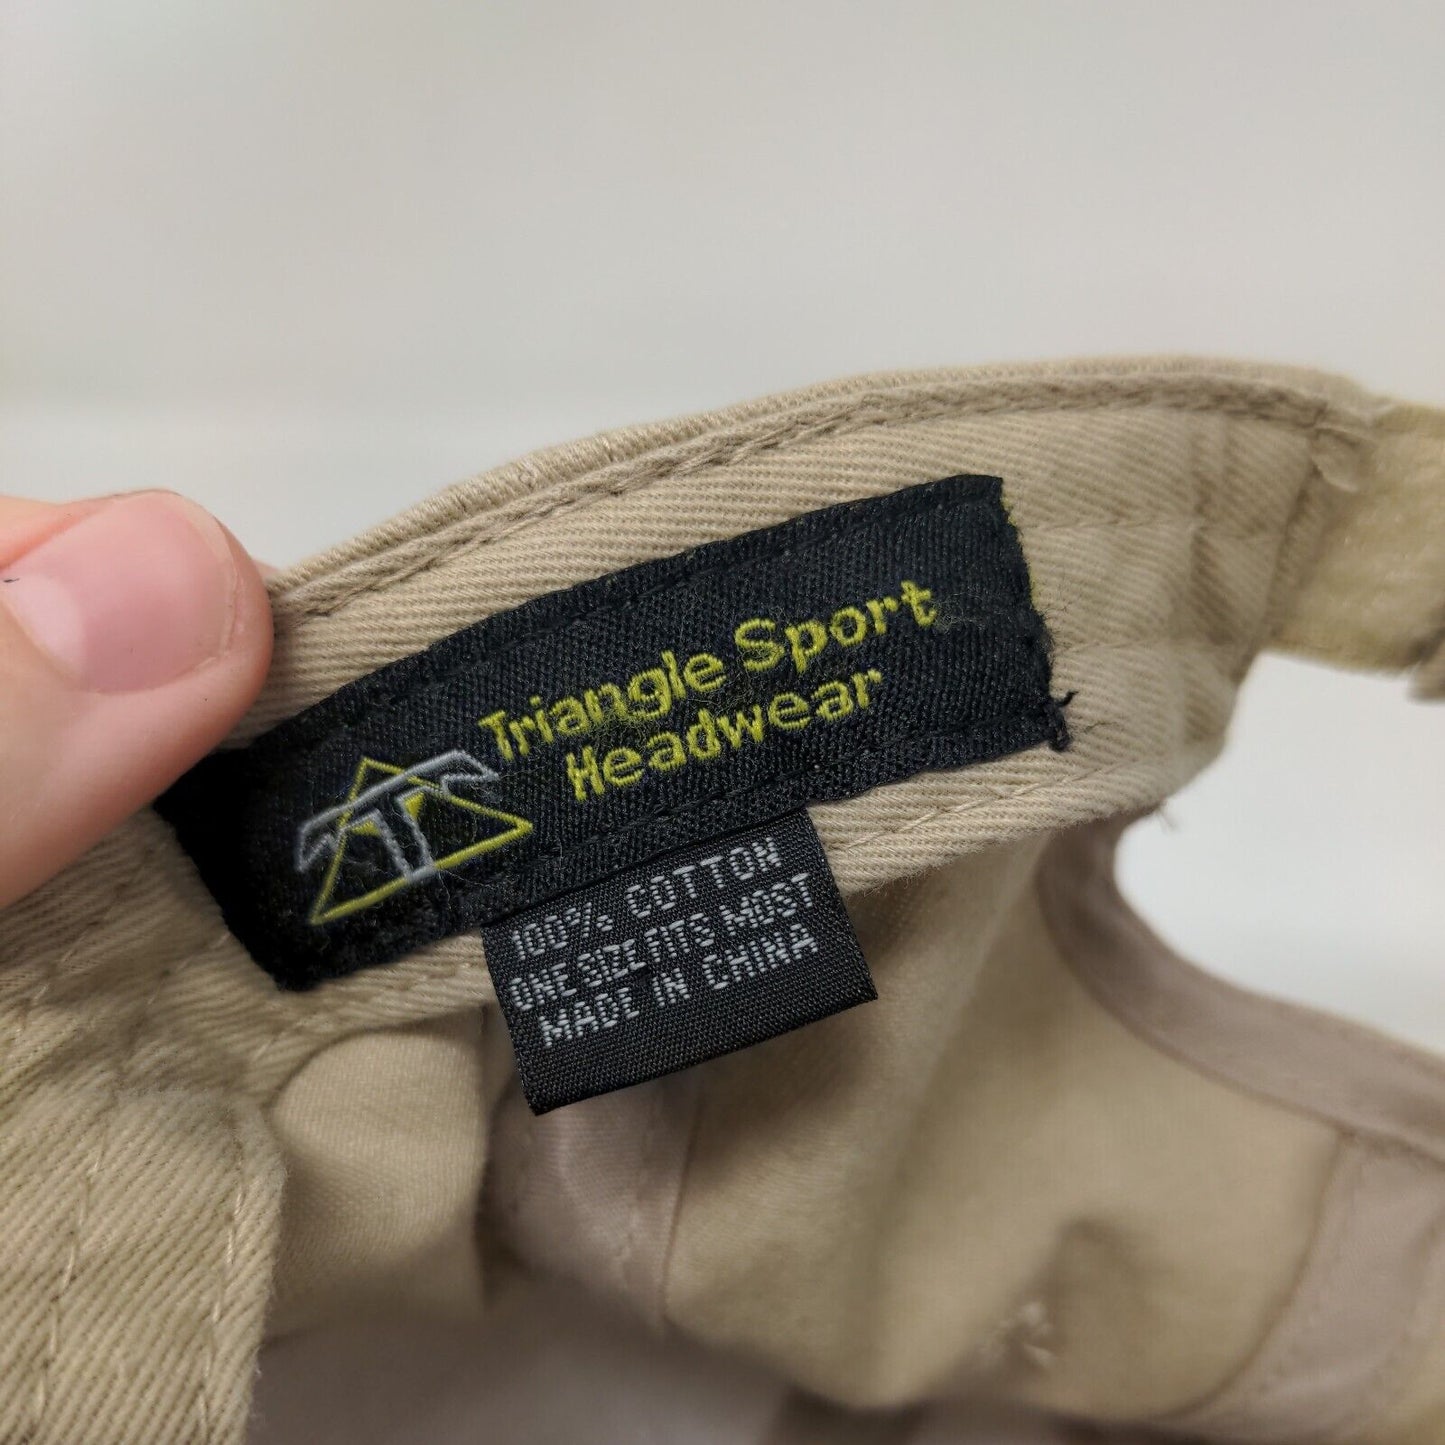 Triangle Sport
Headwear
T
100% COTTON
ONE SIZE FITS MOST
MADE IN CHINA